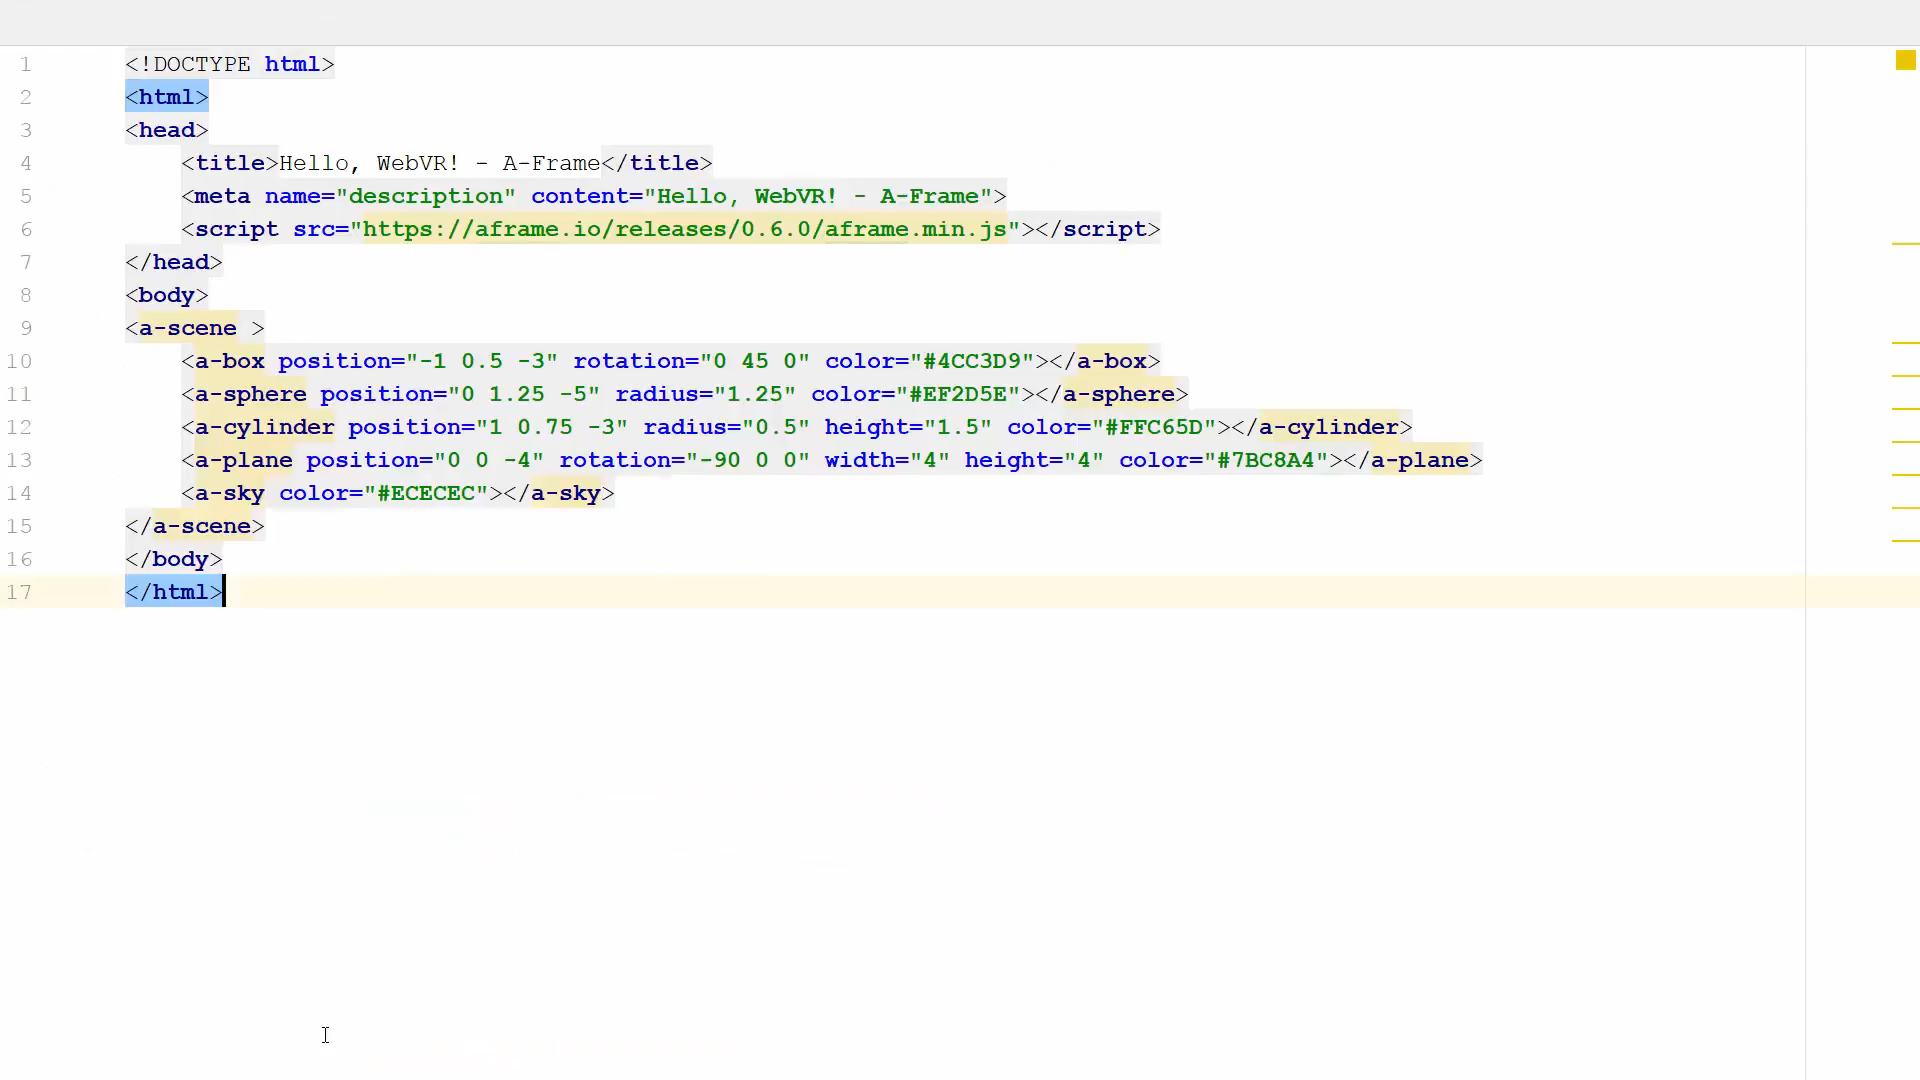 1 <!DOCTYPE html>
2 <html>
3 <head>
4 <title>Hello, WebVR! - A-Frame</title>
5 <meta name="description" content="Hello, WebVR! - A-Frame">
6 <script src="https://aframe.io/releases/0.6.0/aframe.min.js"></script>
7 </head>
8 <body>
9 <a-scene >
10 <a-box position="-1 0.5 -3" rotation="0 45 0" color="#4CC3D9"></a-box>
11 <a-sphere position="0 1.25 -5" radius="1.25" color="#EF2D5E"></a-sphere>
12 <a-cylinder position="1 0.75 -3" radius="0.5" height="1.5" color="#FFC65D"></a-cylinder>
13 <a-plane position="0 0 -4" rotation="-90 0 0" width="4" height="4" color="#7BC8A4"></a-plane>
14 <a-sky color="#ECECEC"></a-sky>
15 </a-scene>
16 </body>
17 </html>